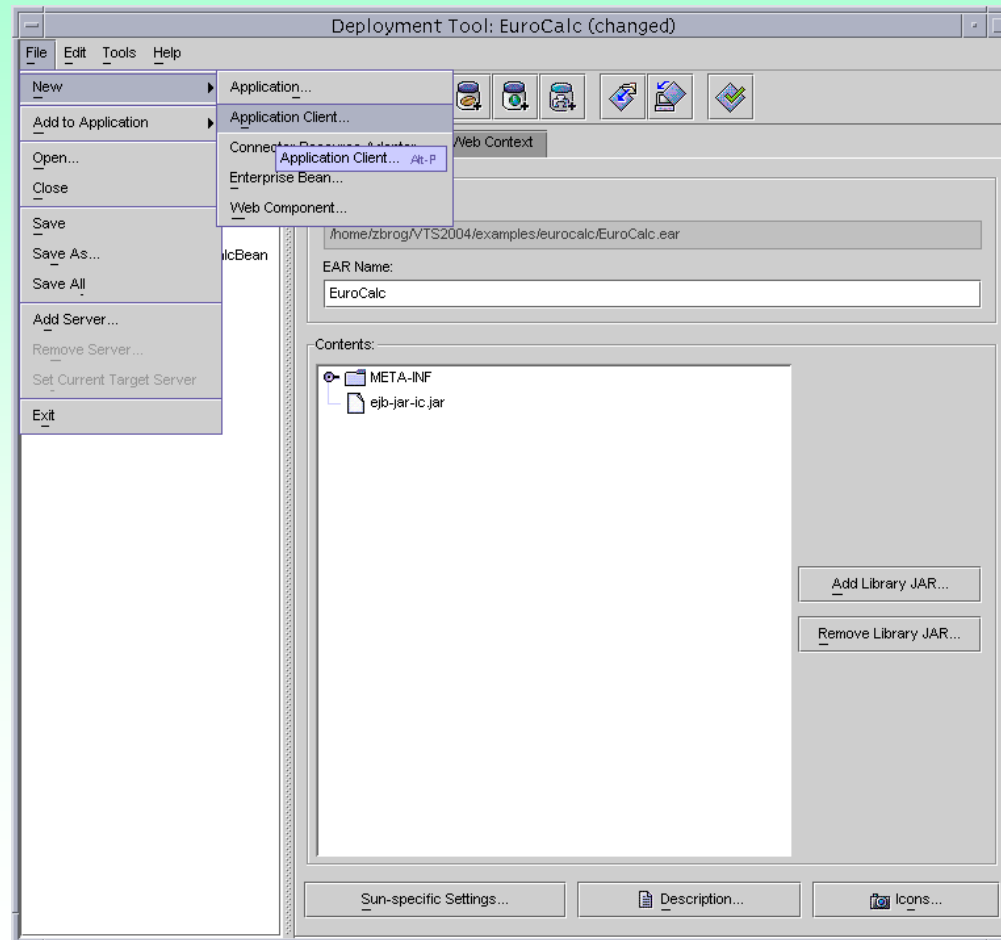 Deployment Tool: EuroCalc (changed)
File Edit Tools Help
New
Add to Application
Open...
Close
Save
Save As...
Save All
Add Server...
Remove Server...
Set Current Target Server
Exit
Application...
Application Client...
Connector Resource Adapter...
Application Client... Alt-P
Enterprise Bean...
Web Component...
Web Context
lcBean
/home/zbrog/VTS2004/examples/eurocalc/EuroCalc.ear
EAR Name:
EuroCalc
Contents:
META-INF
ejb-jar-ic.jar
Add Library JAR...
Remove Library JAR...
Sun-specific Settings...
Description...
Icons...